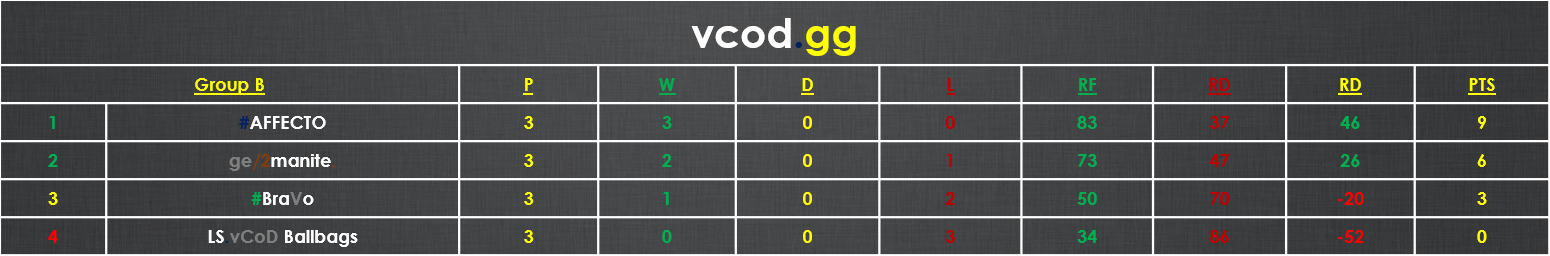 vcod.gg
Group B P W D L RF RD RD PTS
1 #AFFECTO 3 3 0 0 83 37 46 9
2 ge/2manite 3 2 0 1 73 47 26 6
3 #BraVo 3 1 0 2 50 70 -20 3
4 LS.vCoD Ballbags 3 0 0 3 34 86 -52 0